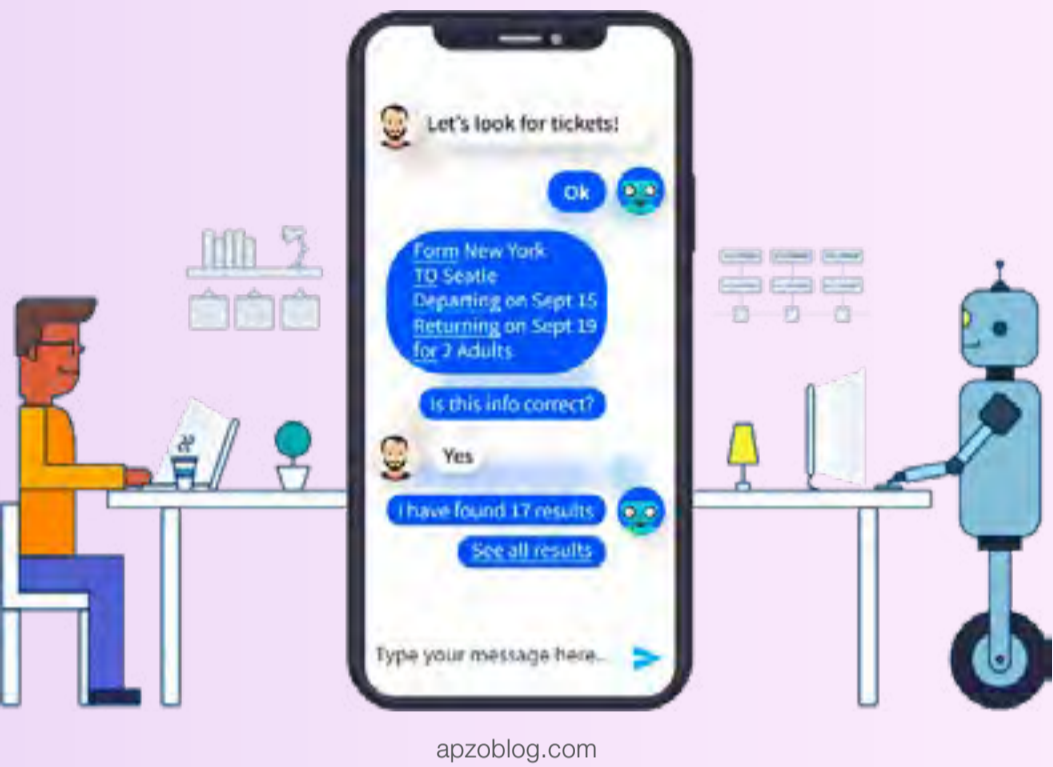 Let's look for tickets!
Ok
Form New York
TO Seatle
Departing on Sept 15
Returning on Sept 19
for 2 Adults
Is this info correct?
Yes
I have found 17 results
See all results
Type your message here...
apzoblog.com